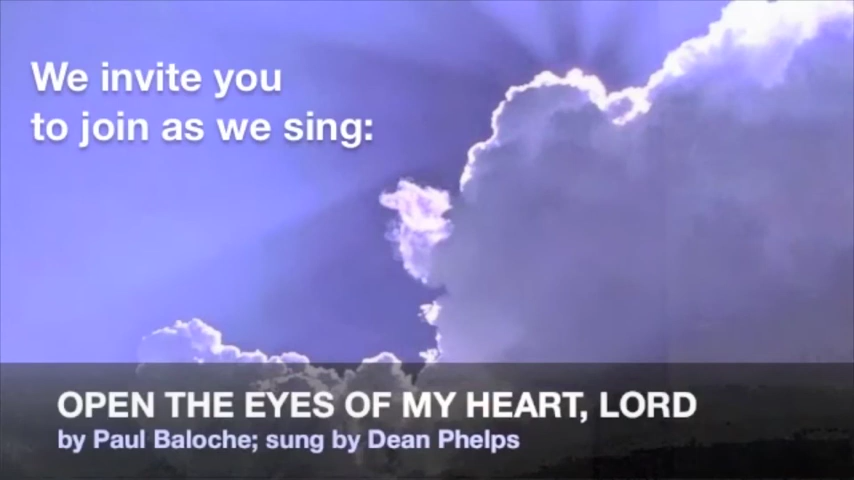 We invite you
to join as we sing:
OPEN THE EYES OF MY HEART, LORD
by Paul Baloche; sung by Dean Phelps